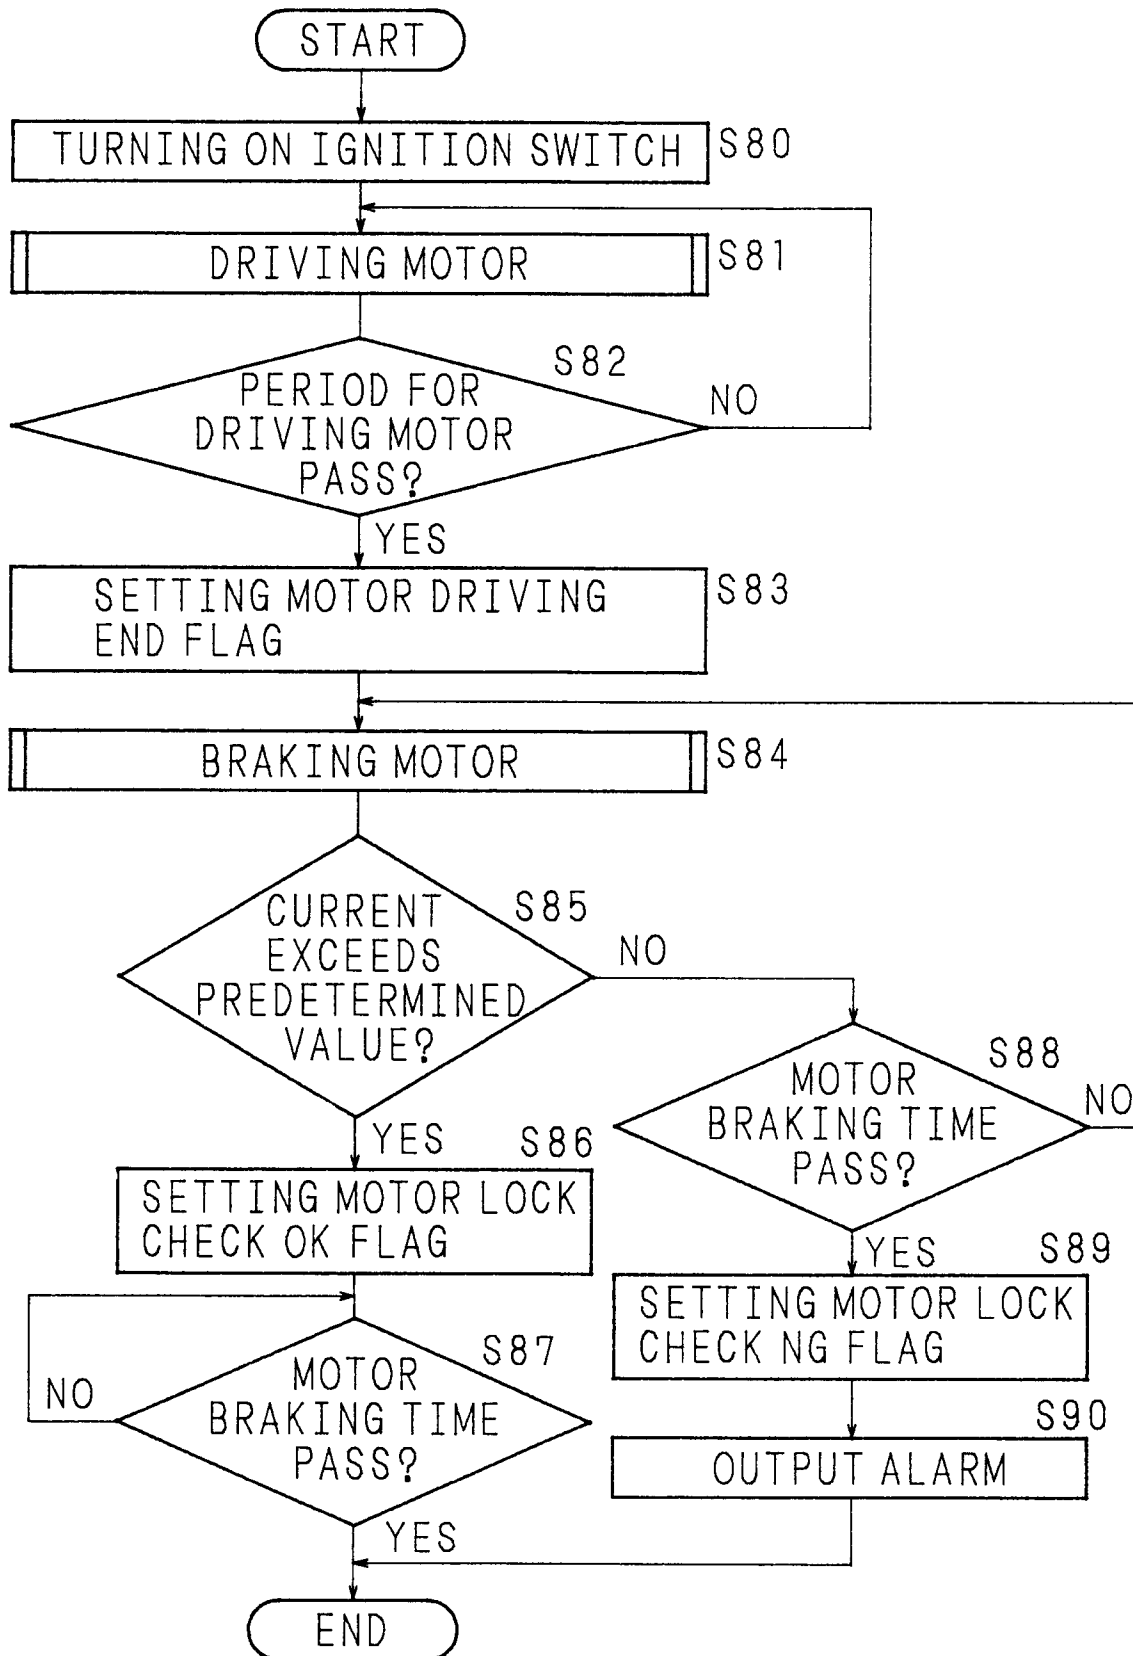 START
TURNING ON IGNITION SWITCH
S80
DRIVING MOTOR
S81
S82
PERIOD FOR
DRIVING MOTOR
PASS?
NO
YES
SETTING MOTOR DRIVING
END FLAG
S83
BRAKING MOTOR
S84
S85
CURRENT
EXCEEDS
PREDETERMINED
VALUE?
NO
YES
S86
SETTING MOTOR LOCK
CHECK OK FLAG
S87
MOTOR
BRAKING TIME
PASS?
NO
YES
S88
MOTOR
BRAKING TIME
PASS?
NO
YES
S89
SETTING MOTOR LOCK
CHECK NG FLAG
S90
OUTPUT ALARM
END